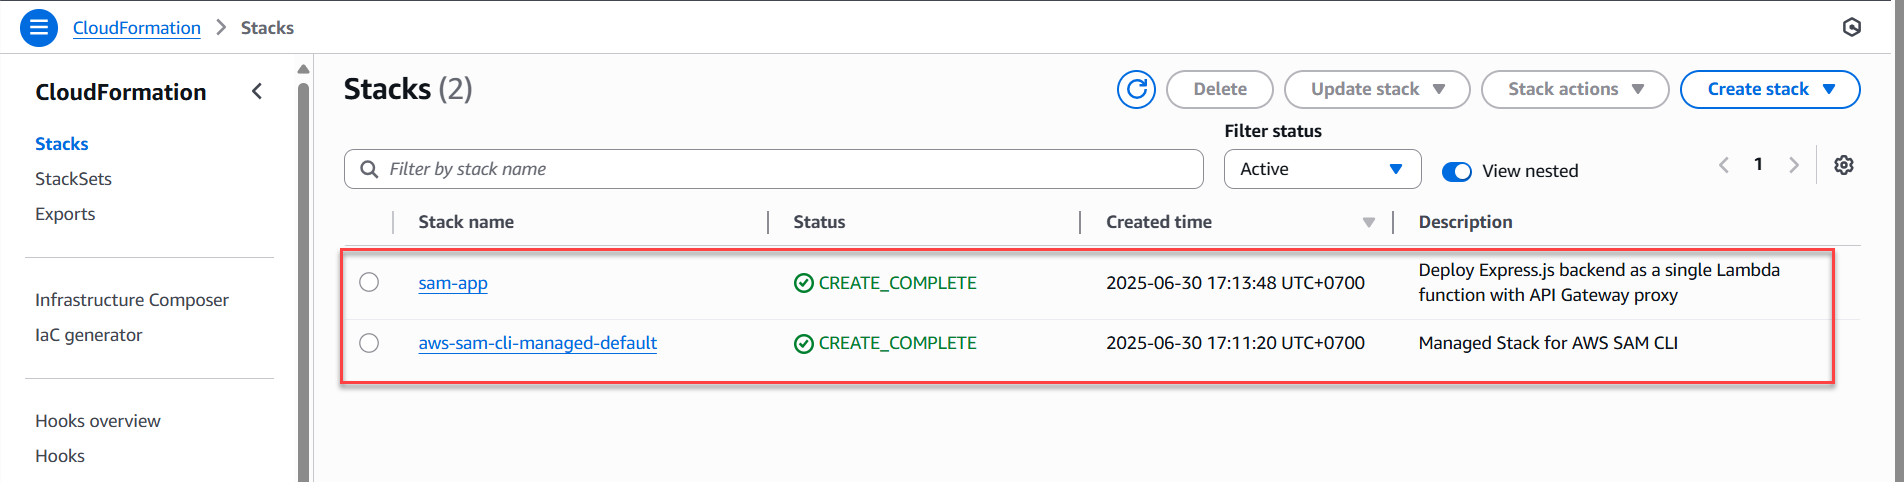 CloudFormation > Stacks
CloudFormation
Stacks
StackSets
Exports
Infrastructure Composer
IaC generator
Hooks overview
Hooks
Stacks (2)
Delete
Update stack
Stack actions
Create stack
Filter by stack name
Filter status
Active
View nested
1
Stack name Status Created time Description
sam-app CREATE_COMPLETE 2025-06-30 17:13:48 UTC+0700 Deploy Express.js backend as a single Lambda
function with API Gateway proxy
aws-sam-cli-managed-default CREATE_COMPLETE 2025-06-30 17:11:20 UTC+0700 Managed Stack for AWS SAM CLI